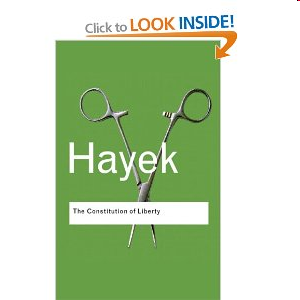 Click to LOOK INSIDE!
Hayek
The Constitution of Liberty